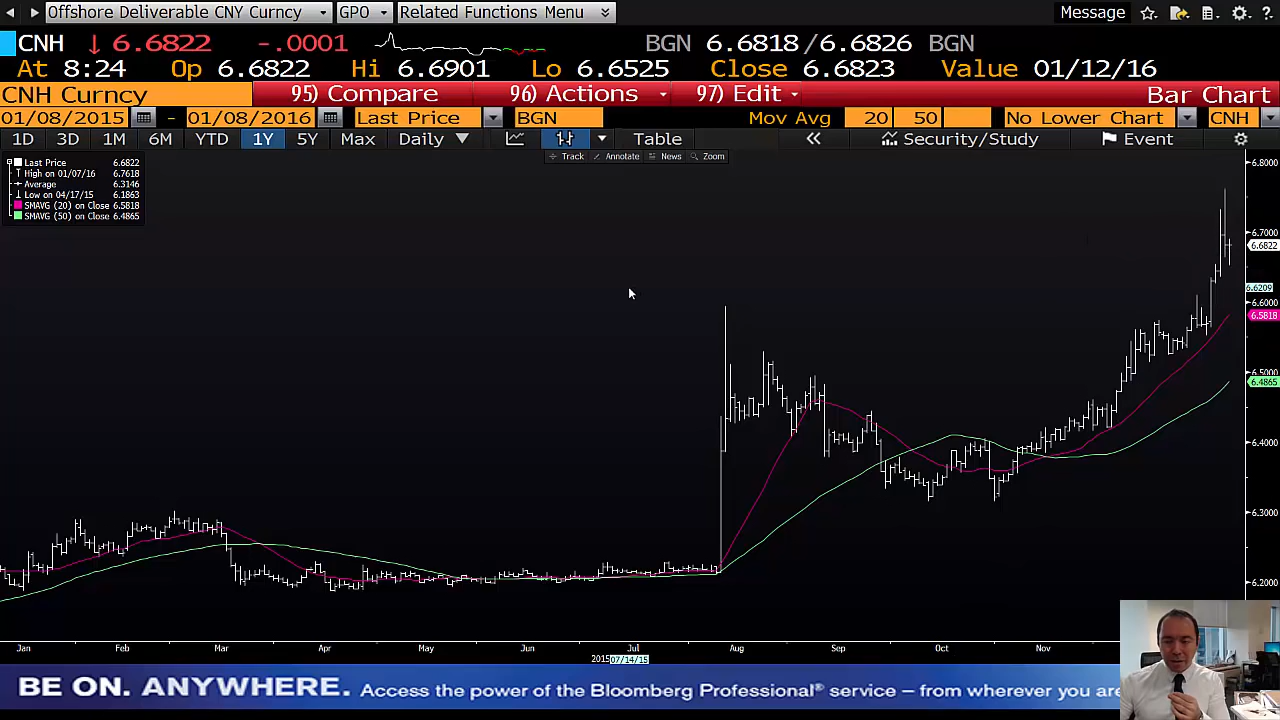 Offshore Deliverable CNY Curncy GPO Related Functions Menu Message ?
CNH ↓ 6.6822 -.0001 BGN 6.6818/6.6826 BGN
At 8:24 Op 6.6822 Hi 6.6901 Lo 6.6525 Close 6.6823 Value 01/12/16
CNH Curncy 95) Compare 96) Actions 97) Edit Bar Chart
01/08/2015 - 01/08/2016 Last Price BGN Mov Avg 20 50 No Lower Chart CNH
1D 3D 1M 6M YTD 1Y 5Y Max Daily Table « Security/Study Event
Track Annotate News Zoom
Last Price 6.6822
High on 01/07/16 6.7618
Average 6.3146
Low on 04/17/15 6.1863
SMAVG (20) on Close 6.5818
SMAVG (50) on Close 6.4865
6.8000
6.7000
6.6822
6.6209
6.6000
6.5818
6.5000
6.4865
6.4000
6.3000
6.2000
Jan Feb Mar Apr May Jun Jul Aug Sep Oct Nov
2015 07/14/15
BE ON. ANYWHERE. Access the power of the Bloomberg Professional® service – from wherever you are